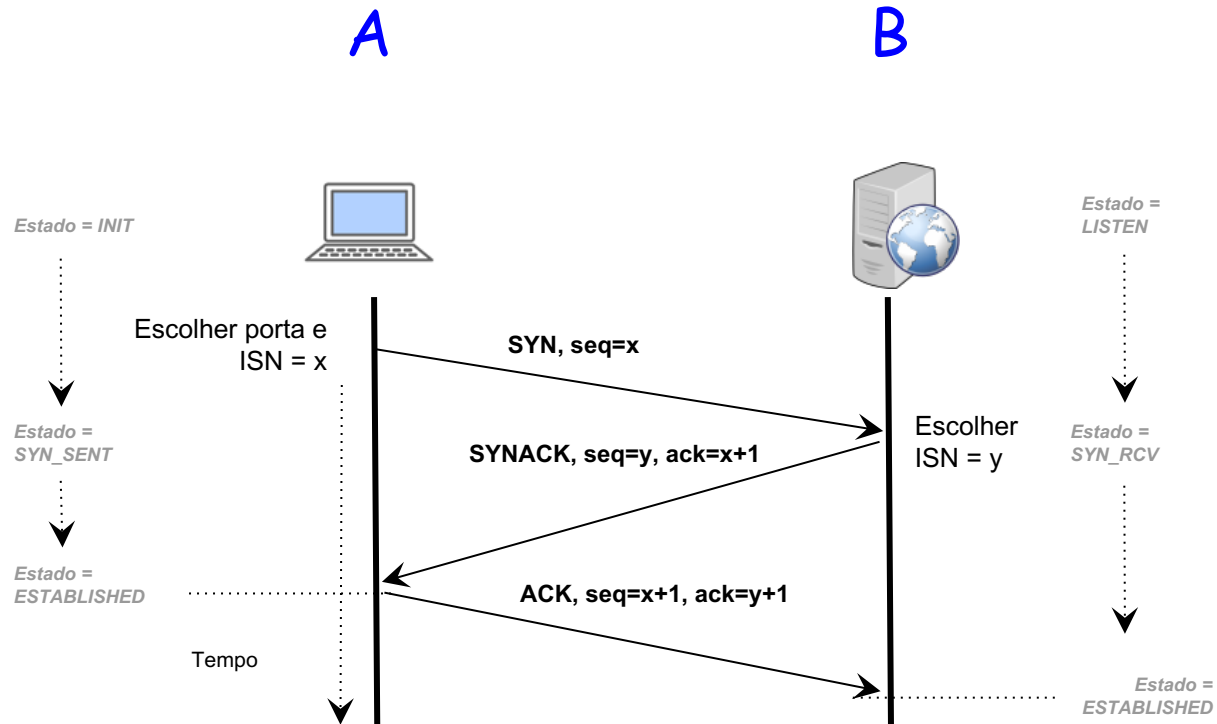 A
B
Estado = INIT
Estado =
LISTEN
Escolher porta e
ISN = x
SYN, seq=x
Escolher
ISN = y
Estado =
SYN_SENT
SYNACK, seq=y, ack=x+1
Estado =
SYN_RCV
Estado =
ESTABLISHED
ACK, seq=x+1, ack=y+1
Tempo
Estado =
ESTABLISHED